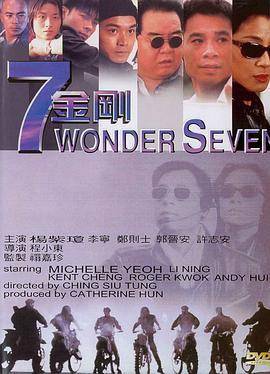 7金剛
WONDER SEVEN
主演 楊紫瓊 李寧 鄭則士 郭晉安 許志安
導演 程小東
監製 禤嘉珍
starring MICHELLE YEOH LI NING
KENT CHENG ROGER KWOK ANDY HUI
directed by CHING SIU TUNG
produced by CATHERINE HUN
DVD